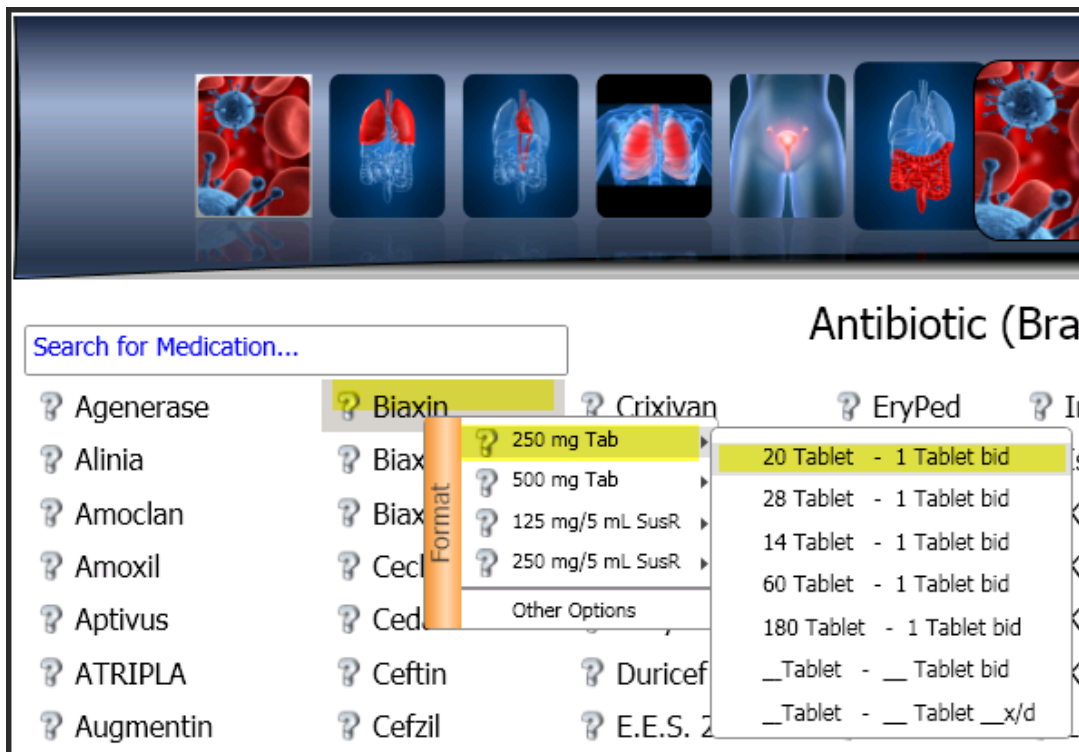 Antibiotic (Bra
Search for Medication...
Agenerase Biaxin Crixivan EryPed
Alinia Biax
Amoclan Biax
Amoxil Cecl
Aptivus Ced
ATRIPLA Ceftin Duricef
Augmentin Cefzil E.E.S. 2
Format
250 mg Tab
500 mg Tab
125 mg/5 mL SusR
250 mg/5 mL SusR
Other Options
20 Tablet - 1 Tablet bid
28 Tablet - 1 Tablet bid
14 Tablet - 1 Tablet bid
60 Tablet - 1 Tablet bid
180 Tablet - 1 Tablet bid
__Tablet - __ Tablet bid
__Tablet - __ Tablet __x/d